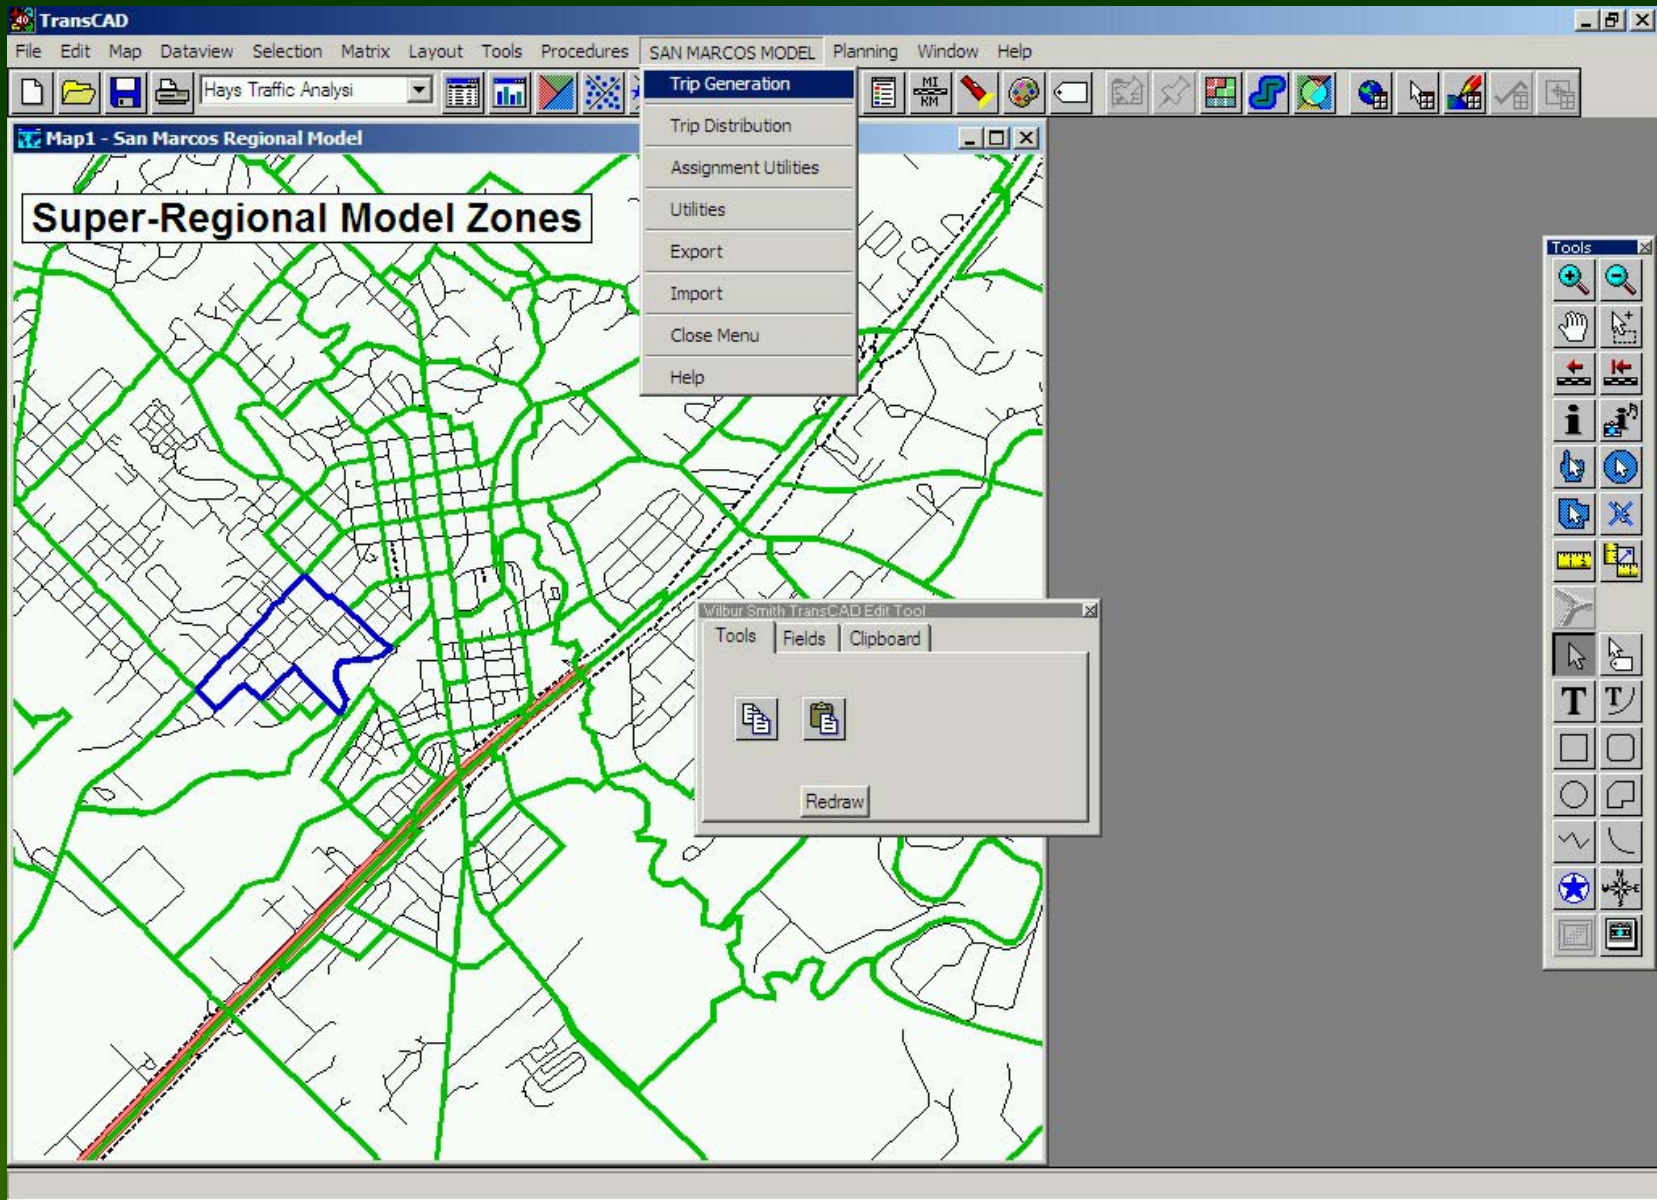 TransCAD
File Edit Map Dataview Selection Matrix Layout Tools Procedures SAN MARCOS MODEL Planning Window Help
Hays Traffic Analysi
MI
KM
Trip Generation
Trip Distribution
Assignment Utilities
Utilities
Export
Import
Close Menu
Help
Map1 - San Marcos Regional Model
Super-Regional Model Zones
Wilbur Smith TransCAD Edit Tool
Tools Fields Clipboard
Redraw
Tools
T T